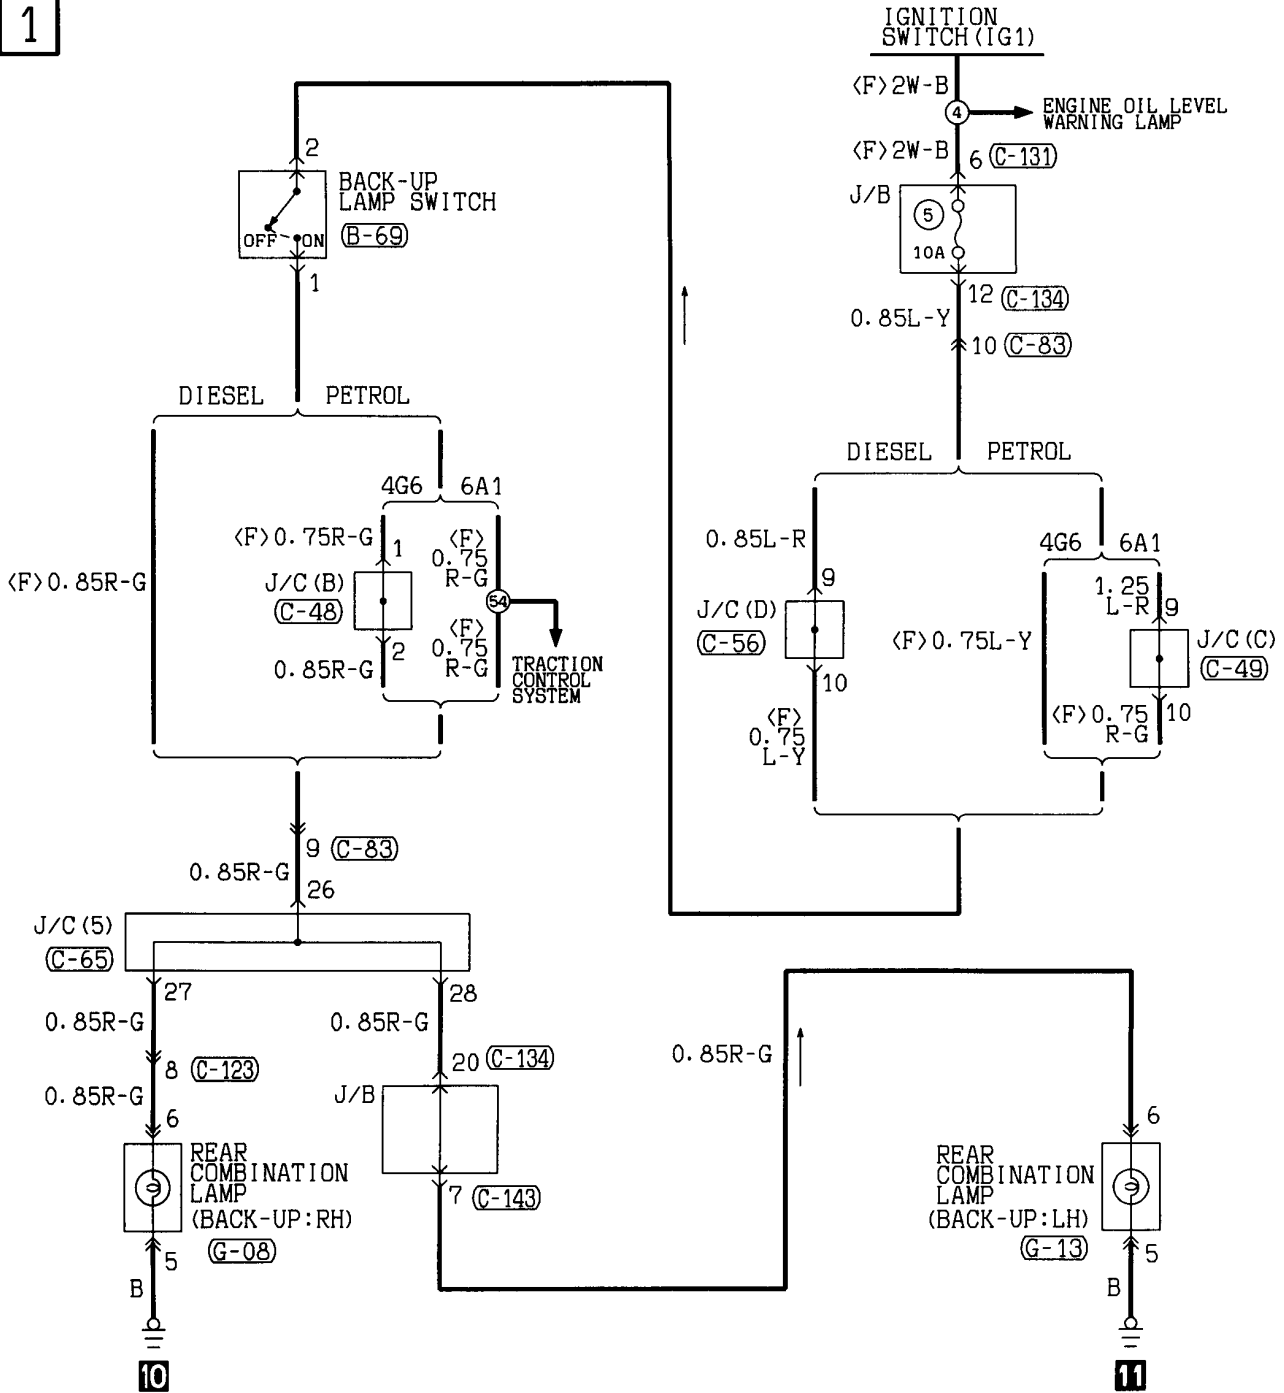 1
IGNITION
SWITCH(IG1)
<F>2W-B
4
ENGINE OIL LEVEL
WARNING LAMP
<F>2W-B
6 (C-131)
J/B
5
10A
12 (C-134)
0.85L-Y
10 (C-83)
2
BACK-UP
LAMP SWITCH
(B-69)
OFF ON
1
DIESEL PETROL
4G6 6A1
<F>0.75R-G
1
<F>
0.75
R-G
<F>0.85R-G
J/C(B)
(C-48)
54
2
0.85R-G
<F>
0.75
R-G
TRACTION
CONTROL
SYSTEM
DIESEL PETROL
0.85L-R
9
J/C(D)
(C-56)
10
<F>
0.75
L-Y
4G6 6A1
<F>0.75L-Y
1.25
L-R
9
J/C(C)
(C-49)
<F>0.75
R-G
10
9 (C-83)
0.85R-G
26
J/C(5)
(C-65)
27
28
0.85R-G
0.85R-G
8 (C-123)
0.85R-G
6
20 (C-134)
J/B
7 (C-143)
REAR
COMBINATION
LAMP
(BACK-UP:RH)
(G-08)
5
B
10
0.85R-G
6
REAR
COMBINATION
LAMP
(BACK-UP:LH)
(G-13)
5
B
11